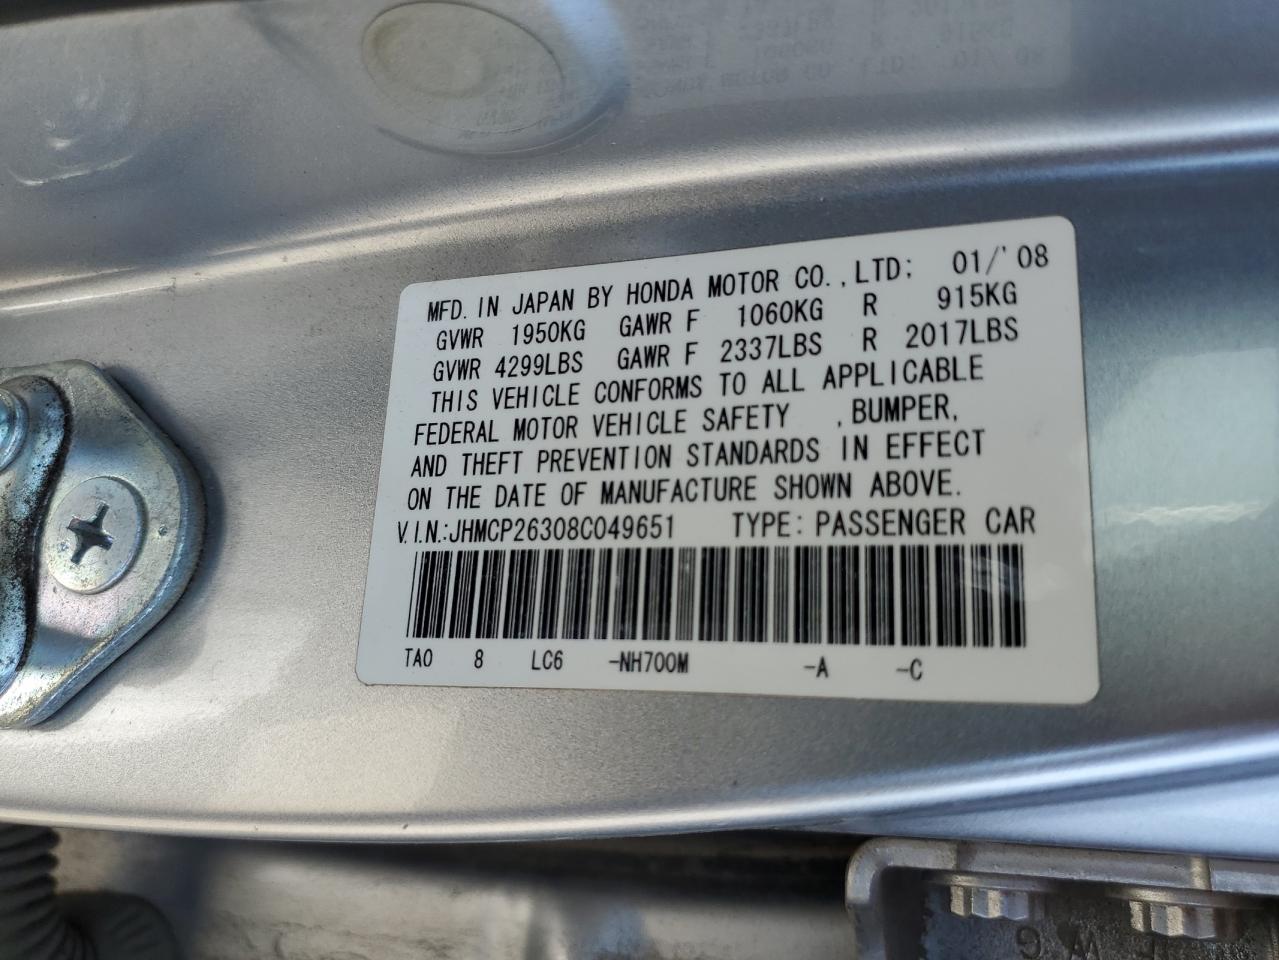 MFD. IN JAPAN BY HONDA MOTOR CO.,LTD: 01/'08
GVWR 1950KG GAWR F 1060KG R 915KG
GVWR 4299LBS GAWR F 2337LBS R 2017LBS
THIS VEHICLE CONFORMS TO ALL APPLICABLE
FEDERAL MOTOR VEHICLE SAFETY ,BUMPER,
AND THEFT PREVENTION STANDARDS IN EFFECT
ON THE DATE OF MANUFACTURE SHOWN ABOVE.
V.I.N.:JHMCP26308C049651 TYPE:PASSENGER CAR
TA0 8 LC6 -NH700M -A -C